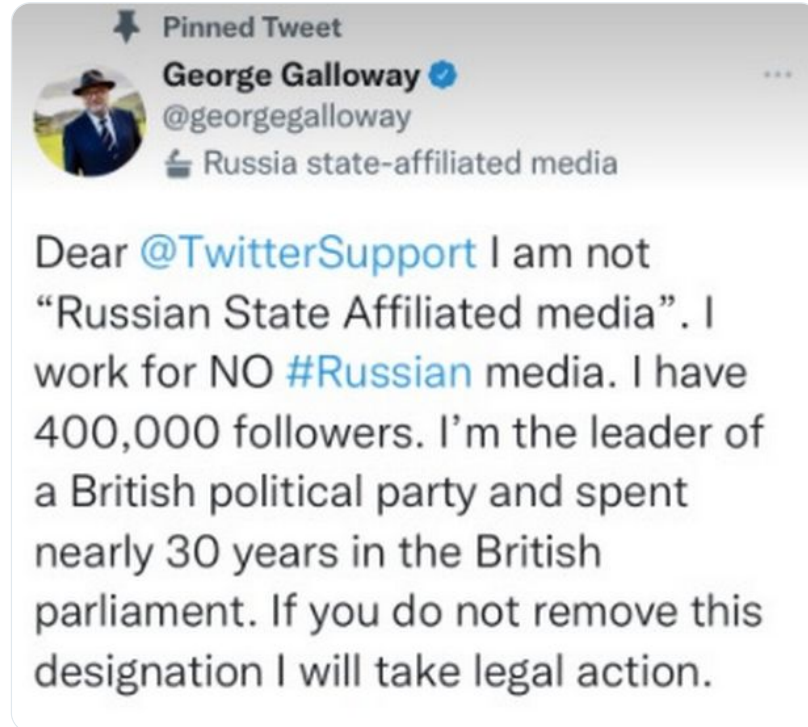 Pinned Tweet
George Galloway
@georgegalloway
Russia state-affiliated media
Dear @TwitterSupport I am not
“Russian State Affiliated media”. I
work for NO #Russian media. I have
400,000 followers. I’m the leader of
a British political party and spent
nearly 30 years in the British
parliament. If you do not remove this
designation I will take legal action.